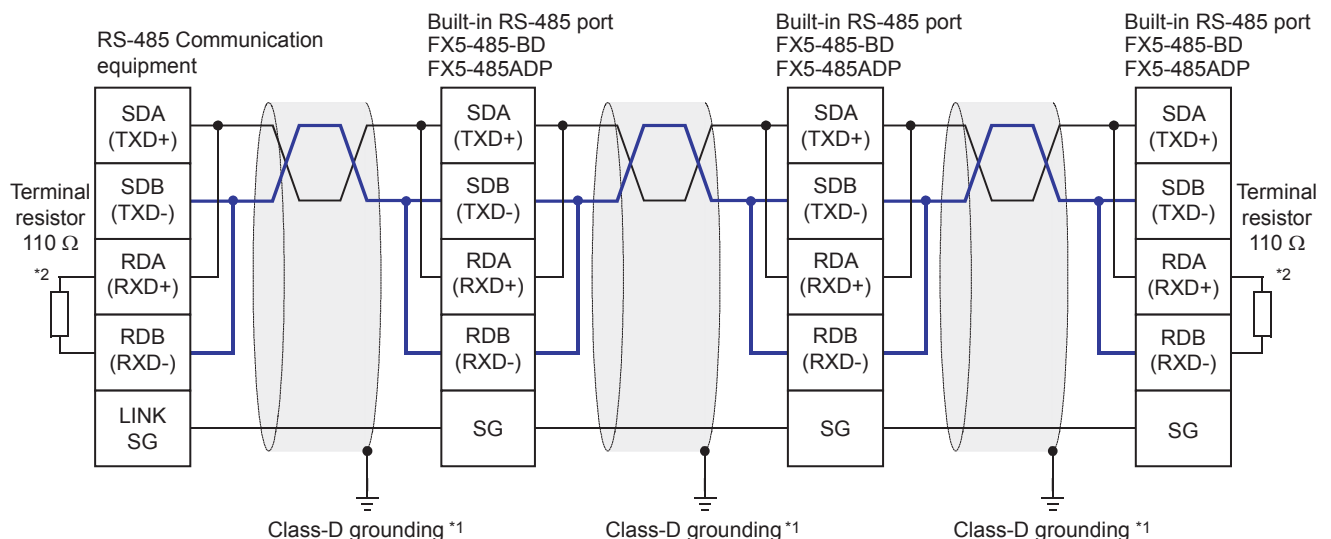 RS-485 Communication
equipment
Built-in RS-485 port
FX5-485-BD
FX5-485ADP
Built-in RS-485 port
FX5-485-BD
FX5-485ADP
Built-in RS-485 port
FX5-485-BD
FX5-485ADP
Terminal
resistor
110 Ω
*2
SDA
(TXD+)
SDB
(TXD-)
RDA
(RXD+)
RDB
(RXD-)
LINK
SG
SDA
(TXD+)
SDB
(TXD-)
RDA
(RXD+)
RDB
(RXD-)
SG
SDA
(TXD+)
SDB
(TXD-)
RDA
(RXD+)
RDB
(RXD-)
SG
SDA
(TXD+)
SDB
(TXD-)
RDA
(RXD+)
RDB
(RXD-)
SG
Terminal
resistor
110 Ω
*2
Class-D grounding *1
Class-D grounding *1
Class-D grounding *1